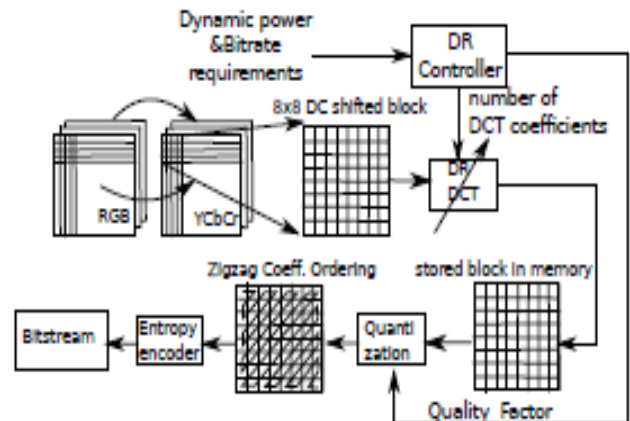 Dynamic power
&Bitrate
requirements
DR
Controller
number of
DCT coefficients
8x8 DC shifted block
RGB
YCbCr
DR
DCT
Zigzag Coeff. Ordering
stored block in memory
Bitstream
Entropy
encoder
Quanti
zation
Quality Factor